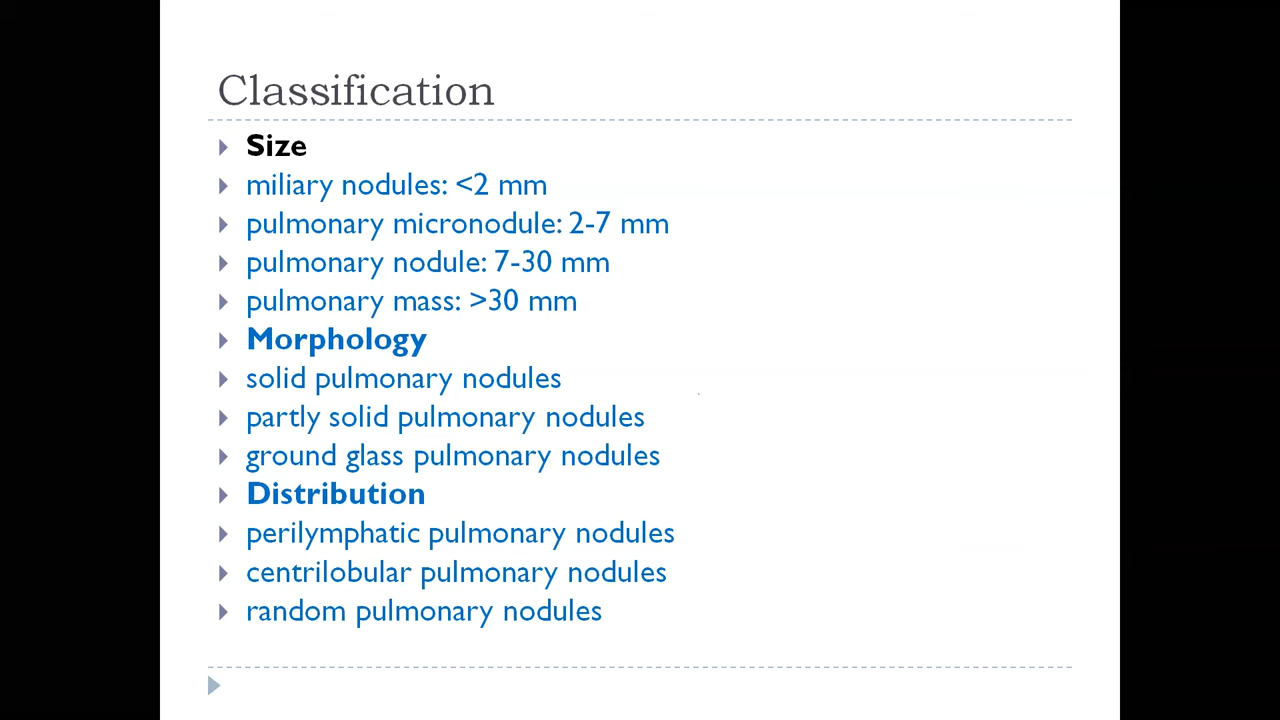 Classification
Size
miliary nodules: <2 mm
pulmonary micronodule: 2-7 mm
pulmonary nodule: 7-30 mm
pulmonary mass: >30 mm
Morphology
solid pulmonary nodules
partly solid pulmonary nodules
ground glass pulmonary nodules
Distribution
perilymphatic pulmonary nodules
centrilobular pulmonary nodules
random pulmonary nodules